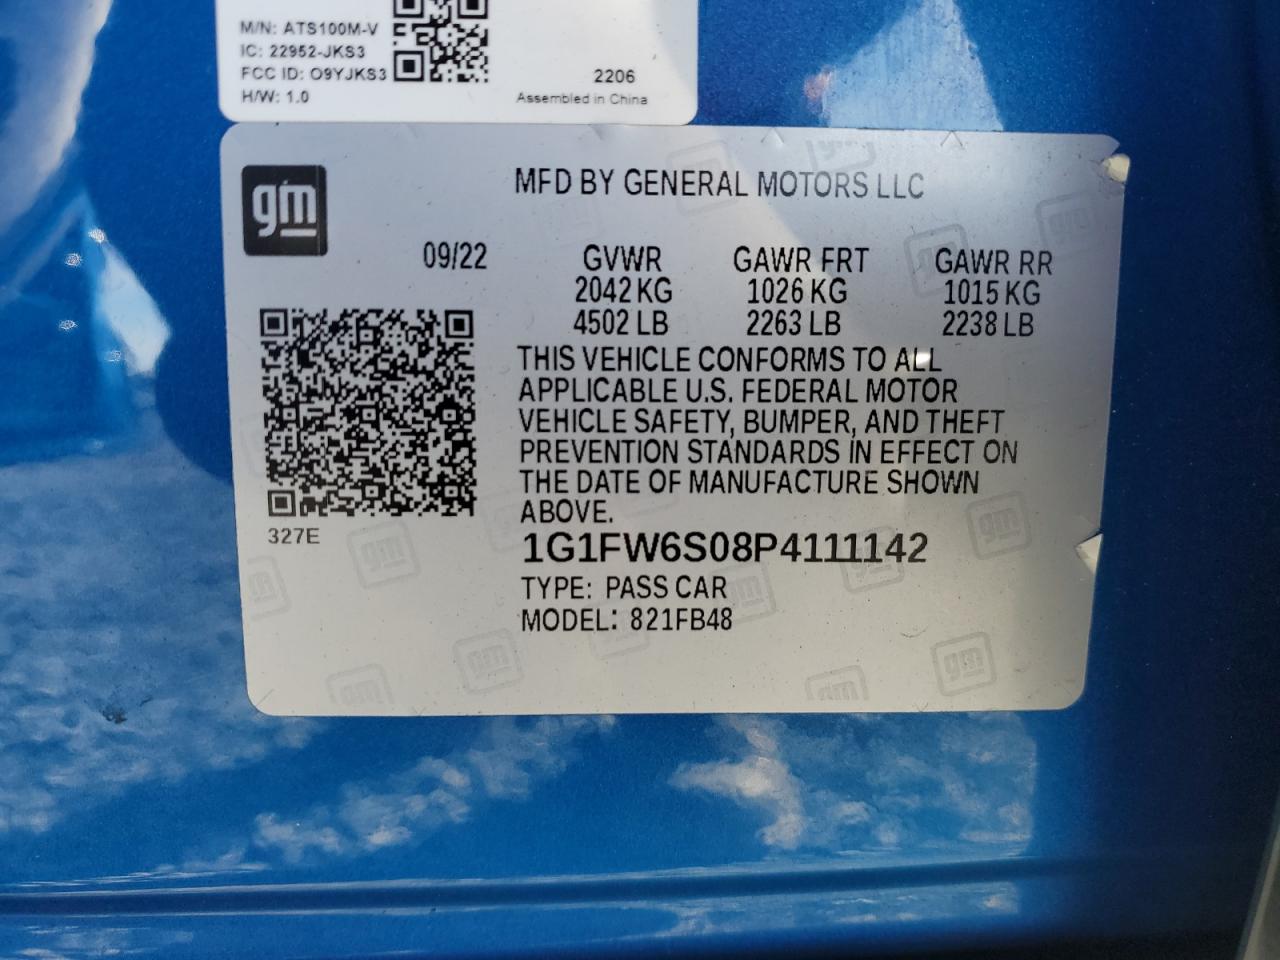 M/N: ATS100M-V
IC: 22952-JKS3
FCC ID: O9YJKS3
H/W: 1.0
2206
Assembled in China
gm
MFD BY GENERAL MOTORS LLC
09/22
GVWR GAWR FRT GAWR RR
2042 KG 1026 KG 1015 KG
4502 LB 2263 LB 2238 LB
THIS VEHICLE CONFORMS TO ALL
APPLICABLE U.S. FEDERAL MOTOR
VEHICLE SAFETY, BUMPER, AND THEFT
PREVENTION STANDARDS IN EFFECT ON
THE DATE OF MANUFACTURE SHOWN
ABOVE.
327E
1G1FW6S08P4111142
TYPE: PASS CAR
MODEL: 821FB48